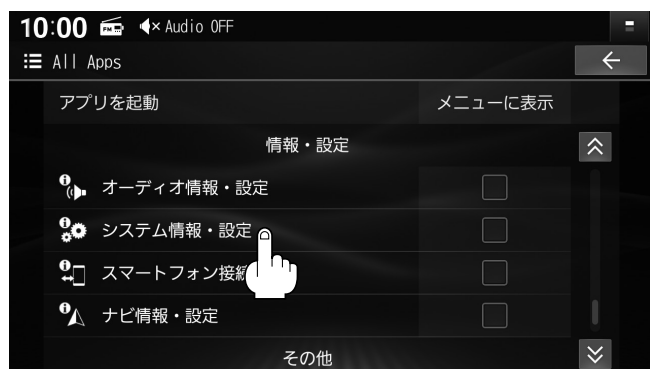 10:00 FM Audio OFF
All Apps
アプリを起動 メニューに表示
情報・設定
オーディオ情報・設定
システム情報・設定
スマートフォン接続
ナビ情報・設定
その他